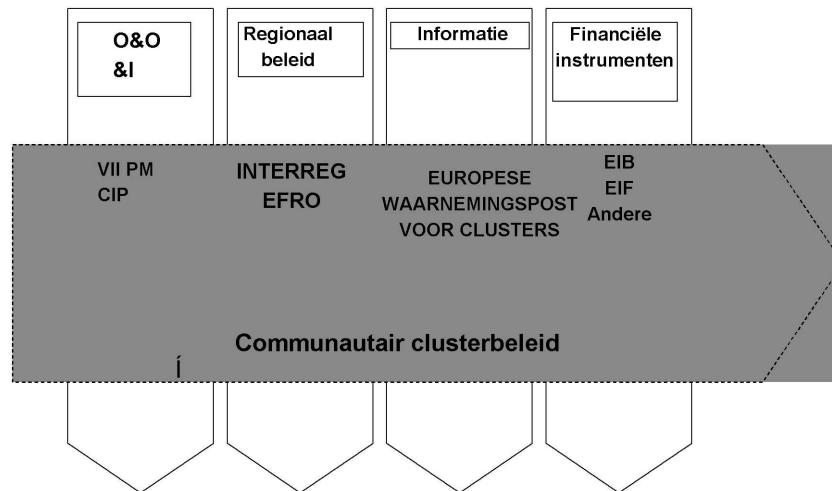 O&O
&I
Regionaal
beleid
Informatie
Financiële
instrumenten
VII PM
CIP
INTERREG
EFRO
EUROPESE
WAARNEMINGSPOST
VOOR CLUSTERS
EIB
EIF
Andere
Communautair clusterbeleid
Í